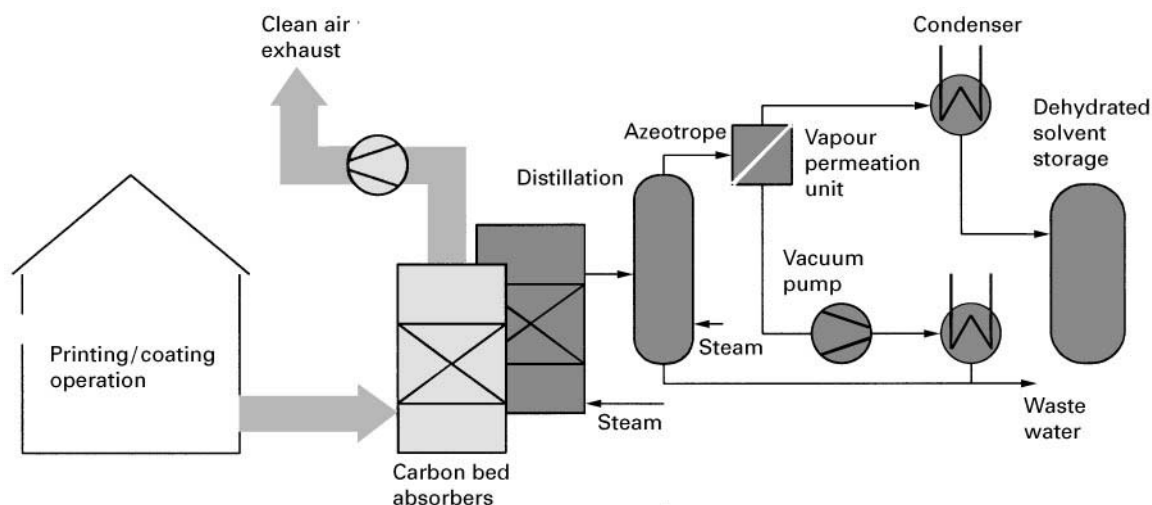 Clean air
exhaust
Condenser
Dehydrated
solvent
storage
Azeotrope
Vapour
permeation
unit
Distillation
Vacuum
pump
Printing/coating
operation
Steam
Steam
Waste
water
Carbon bed
absorbers